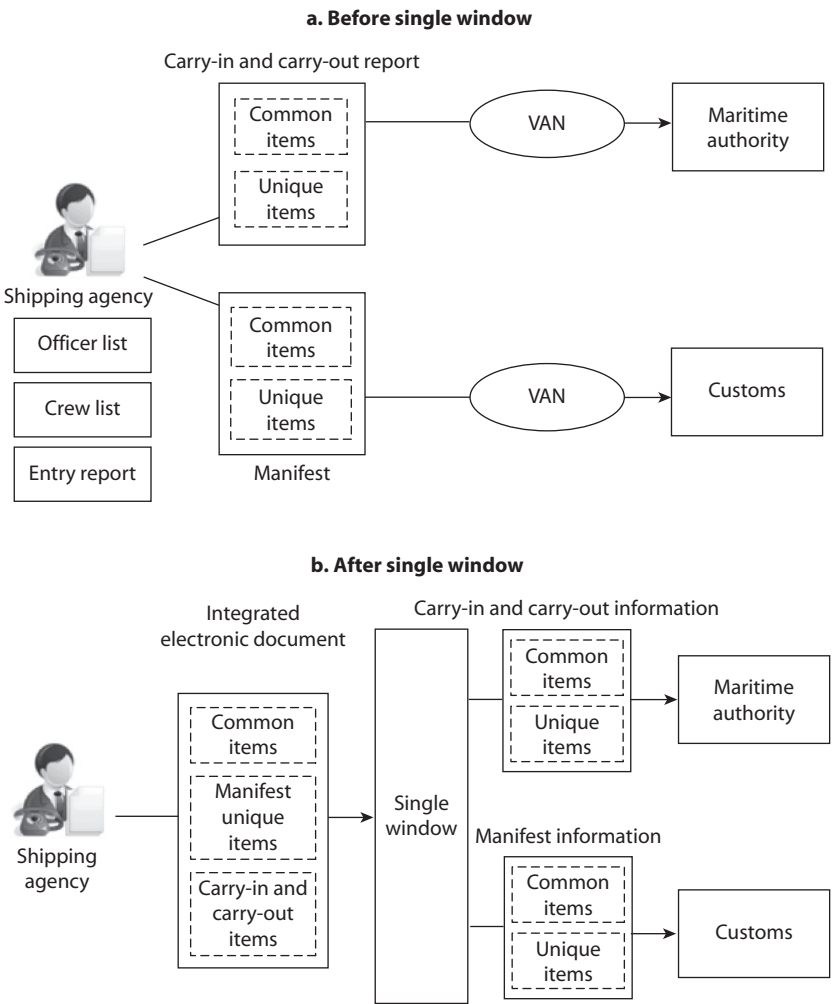 a. Before single window
Carry-in and carry-out report
Common
items
Unique
items
VAN
Maritime
authority
Shipping agency
Officer list
Crew list
Entry report
Common
items
Unique
items
Manifest
VAN
Customs
b. After single window
Integrated
electronic document
Common
items
Manifest
unique
items
Carry-in and
carry-out
items
Shipping
agency
Single
window
Carry-in and carry-out information
Common
items
Unique
items
Maritime
authority
Manifest information
Common
items
Unique
items
Customs